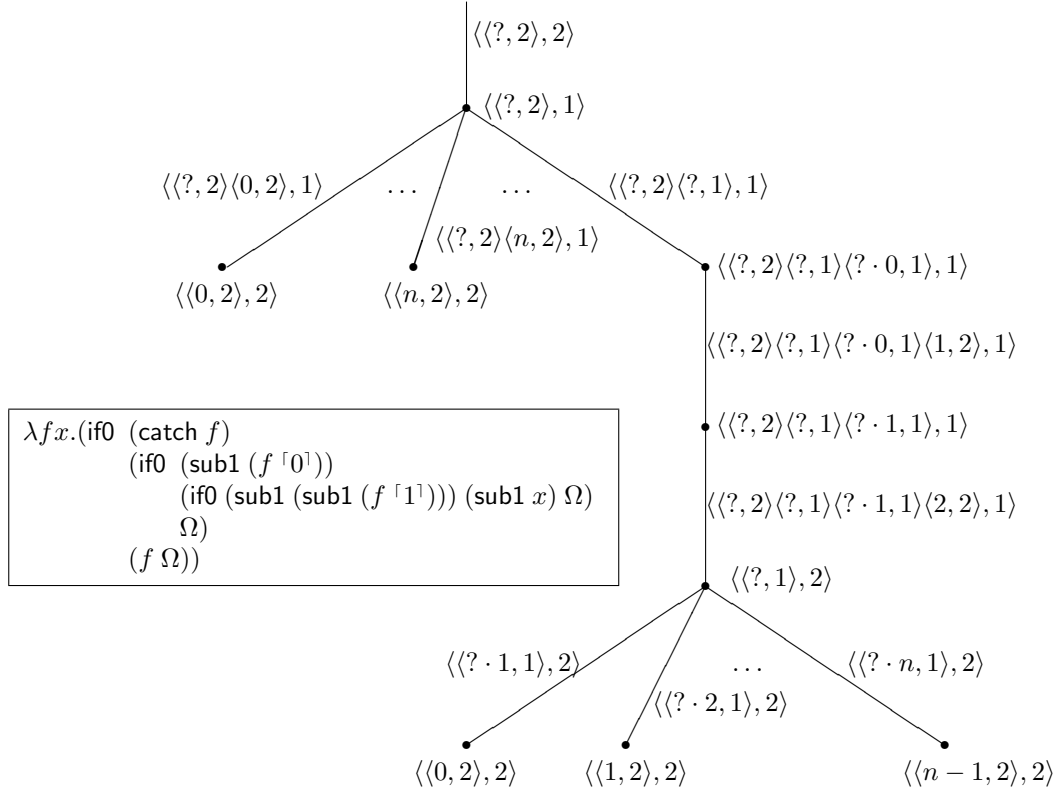 ⟨⟨?, 2⟩, 2⟩
⟨⟨?, 2⟩, 1⟩
⟨⟨?, 2⟩⟨0, 2⟩, 1⟩
. . .
. . .
⟨⟨?, 2⟩⟨?, 1⟩, 1⟩
⟨⟨?, 2⟩⟨n, 2⟩, 1⟩
⟨⟨0, 2⟩, 2⟩
⟨⟨n, 2⟩, 2⟩
⟨⟨?, 2⟩⟨?, 1⟩⟨? · 0, 1⟩, 1⟩
⟨⟨?, 2⟩⟨?, 1⟩⟨? · 0, 1⟩⟨1, 2⟩, 1⟩
⟨⟨?, 2⟩⟨?, 1⟩⟨? · 1, 1⟩, 1⟩
⟨⟨?, 2⟩⟨?, 1⟩⟨? · 1, 1⟩⟨2, 2⟩, 1⟩
λfx.(if0 (catch f)
(if0 (sub1 (f ⌈0⌉))
(if0 (sub1 (sub1 (f ⌈1⌉))) (sub1 x) Ω)
Ω)
(f Ω))
⟨⟨?, 1⟩, 2⟩
⟨⟨? · 1, 1⟩, 2⟩
. . .
⟨⟨? · n, 1⟩, 2⟩
⟨⟨? · 2, 1⟩, 2⟩
⟨⟨0, 2⟩, 2⟩
⟨⟨1, 2⟩, 2⟩
⟨⟨n − 1, 2⟩, 2⟩